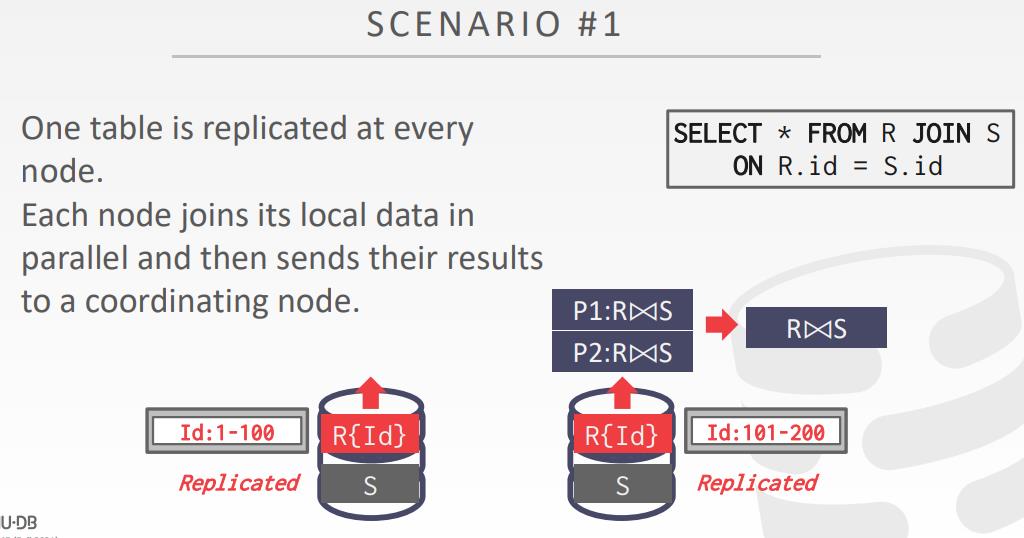 SCENARIO #1
One table is replicated at every
node.
Each node joins its local data in
parallel and then sends their results
to a coordinating node.
SELECT * FROM R JOIN S
ON R.id = S.id
P1:R⋈S
P2:R⋈S
R⋈S
Id:1-100
R{Id}
R{Id}
Id:101-200
Replicated
S
S
Replicated
U·DB